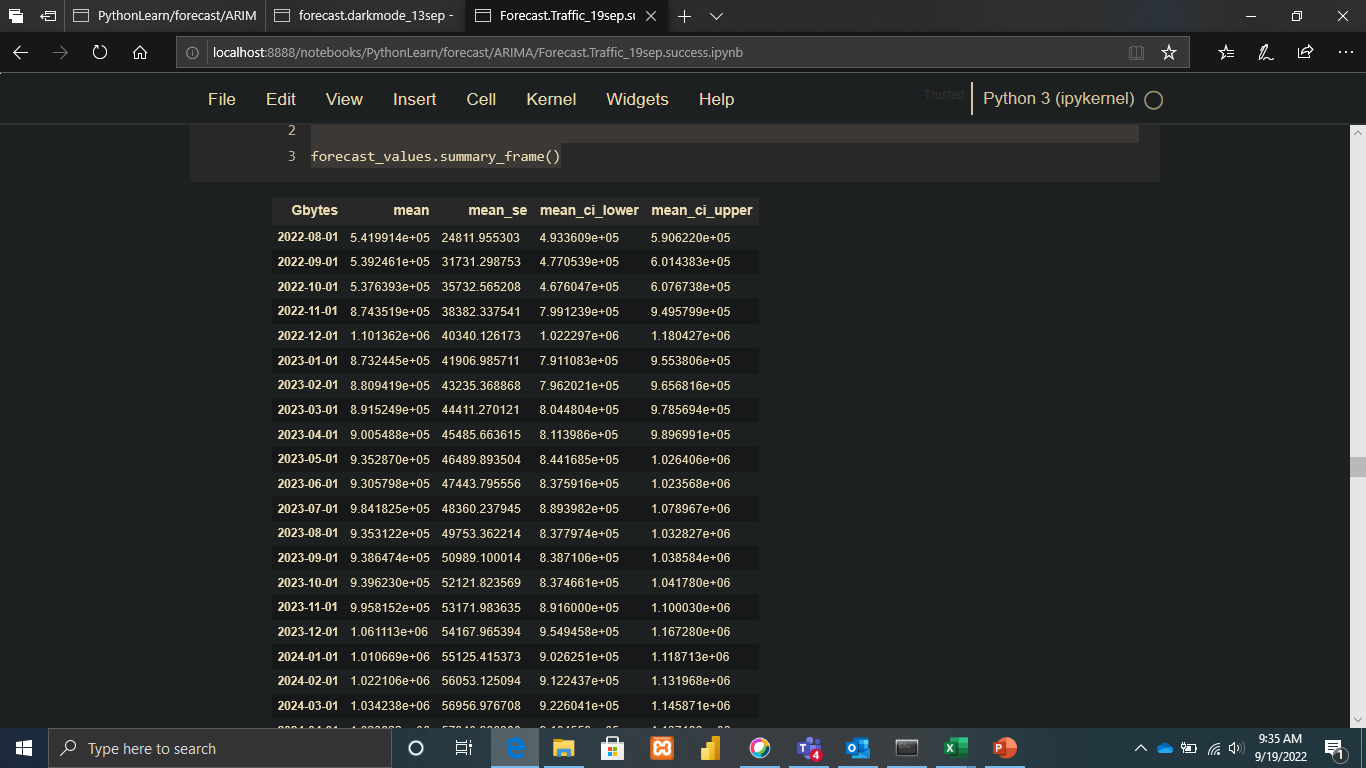 PythonLearn/forecast/ARIM
forecast.darkmode_13sep -
Forecast.Traffic_19sep.su
localhost:8888/notebooks/PythonLearn/forecast/ARIMA/Forecast.Traffic_19sep.success.ipynb
File Edit View Insert Cell Kernel Widgets Help Trusted Python 3 (ipykernel)
2
3 forecast_values.summary_frame()
Gbytes mean mean_se mean_ci_lower mean_ci_upper
2022-08-01 5.419914e+05 24811.955303 4.933609e+05 5.906220e+05
2022-09-01 5.392461e+05 31731.298753 4.770539e+05 6.014383e+05
2022-10-01 5.376393e+05 35732.565208 4.676047e+05 6.076738e+05
2022-11-01 8.743519e+05 38382.337541 7.991239e+05 9.495799e+05
2022-12-01 1.101362e+06 40340.126173 1.022297e+06 1.180427e+06
2023-01-01 8.732445e+05 41906.985711 7.911083e+05 9.553806e+05
2023-02-01 8.809419e+05 43235.368868 7.962021e+05 9.656816e+05
2023-03-01 8.915249e+05 44411.270121 8.044804e+05 9.785694e+05
2023-04-01 9.005488e+05 45485.663615 8.113986e+05 9.896991e+05
2023-05-01 9.352870e+05 46489.893504 8.441685e+05 1.026406e+06
2023-06-01 9.305798e+05 47443.795556 8.375916e+05 1.023568e+06
2023-07-01 9.841825e+05 48360.237945 8.893982e+05 1.078967e+06
2023-08-01 9.353122e+05 49753.362214 8.377974e+05 1.032827e+06
2023-09-01 9.386474e+05 50989.100014 8.387106e+05 1.038584e+06
2023-10-01 9.396230e+05 52121.823569 8.374661e+05 1.041780e+06
2023-11-01 9.958152e+05 53171.983635 8.916000e+05 1.100030e+06
2023-12-01 1.061113e+06 54167.965394 9.549458e+05 1.167280e+06
2024-01-01 1.010669e+06 55125.415373 9.026251e+05 1.118713e+06
2024-02-01 1.022106e+06 56053.125094 9.122437e+05 1.131968e+06
2024-03-01 1.034238e+06 56956.976708 9.226041e+05 1.145871e+06
Type here to search
4
9:35 AM
9/19/2022
1